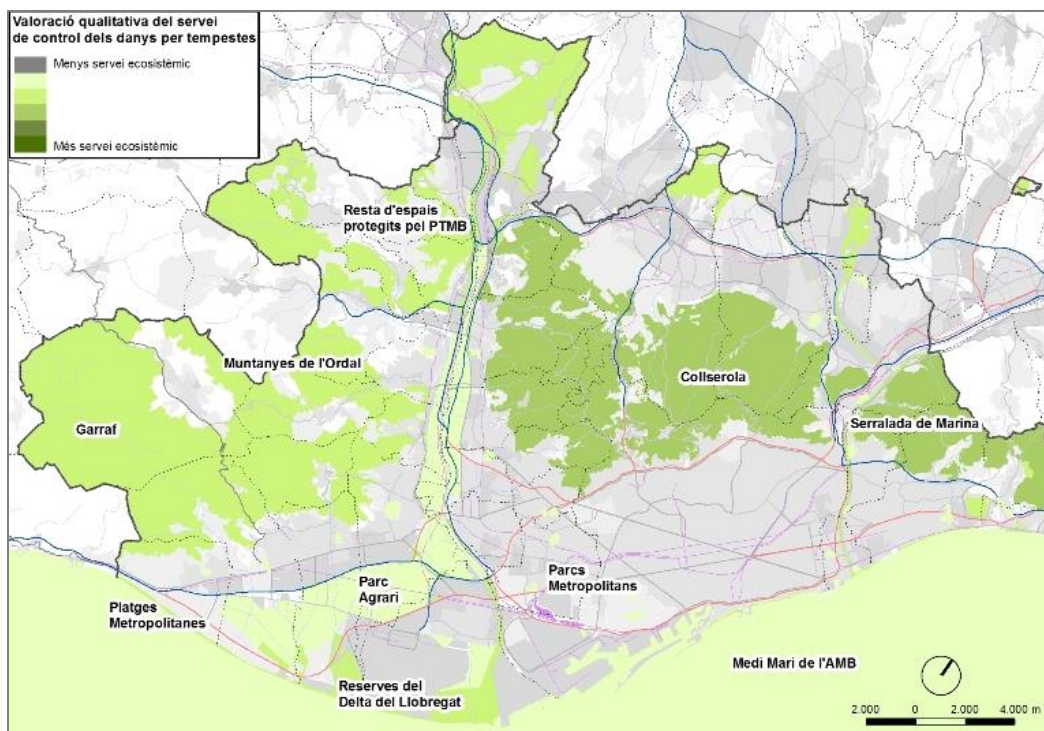 Valoració qualitativa del servei
de control dels danys per tempestes
Menys servei ecosistèmic
Més servei ecosistèmic
Resta d'espais
protegits pel PTMB
Muntanyes de l'Ordal
Garraf
Collserola
Serralada de Marina
Parc
Agrari
Parcs
Metropolitans
Platges
Metropolitanes
Reserves del
Delta del Llobregat
Medi Marí de l'AMB
2.000 0 2.000 4.000 m